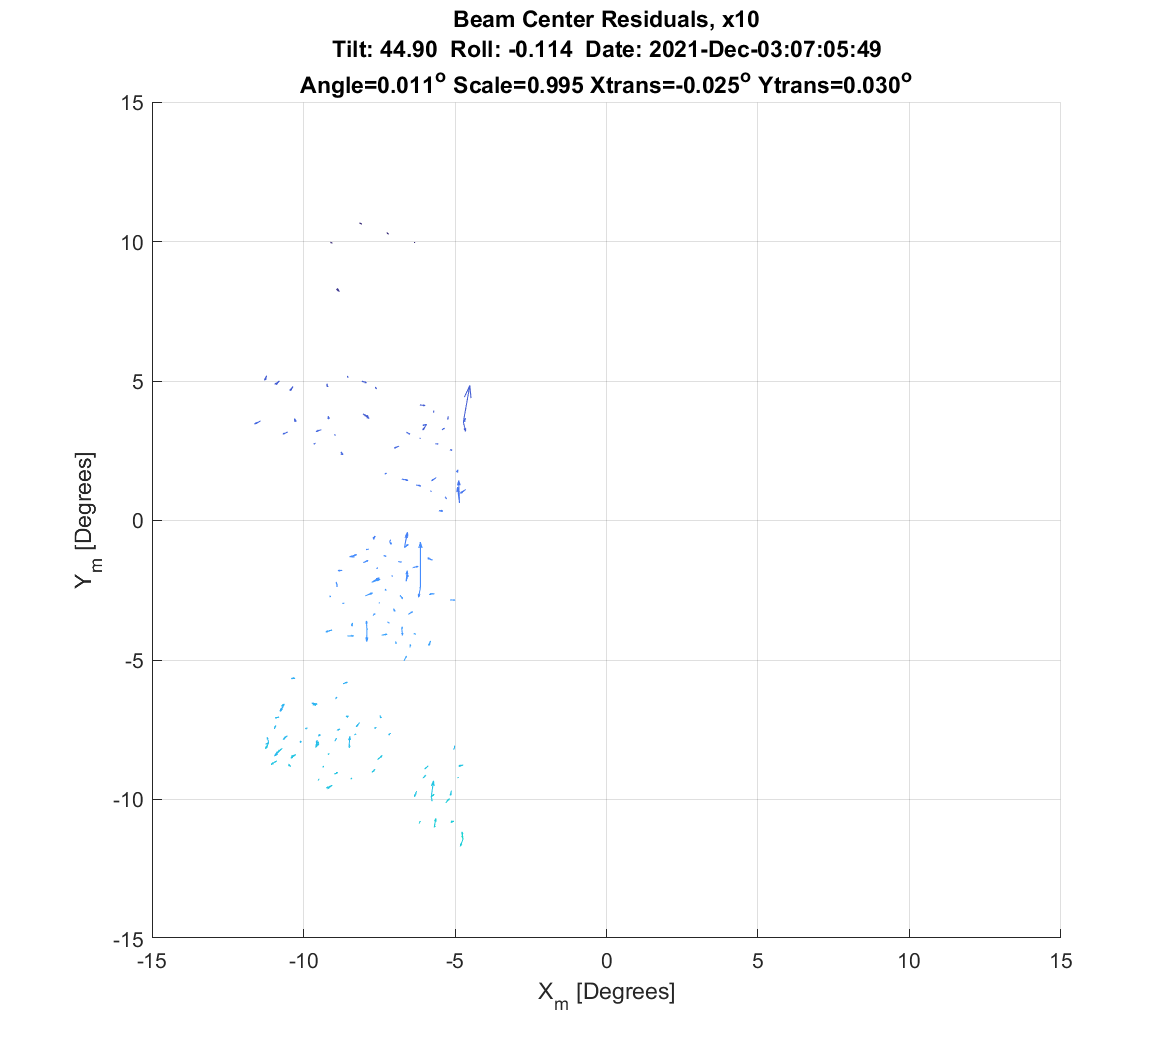 Beam Center Residuals, x10
Tilt: 44.90 Roll: -0.114 Date: 2021-Dec-03:07:05:49
Angle=0.011° Scale=0.995 Xtrans=-0.025° Ytrans=0.030°
15
10
5
0
-5
-10
-15
Y_m [Degrees]
-15 -10 -5 0 5 10 15
X_m [Degrees]